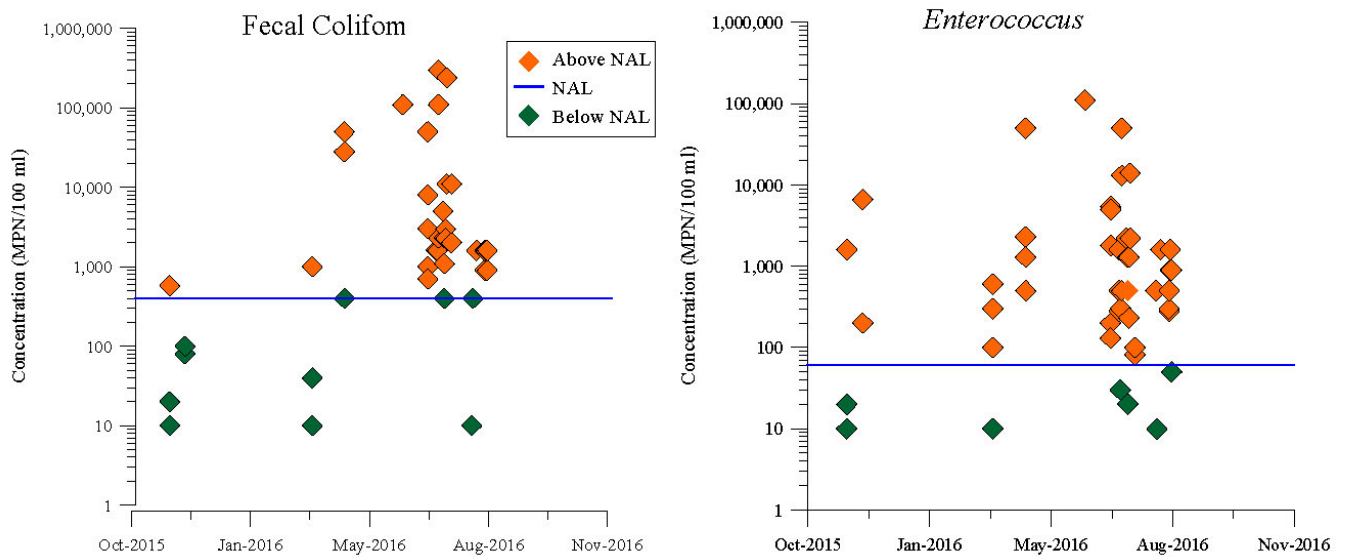 Fecal Colifom
1,000,000
100,000
10,000
1,000
100
10
1
Concentration (MPN/100 ml)
Above NAL
NAL
Below NAL
Oct-2015 Jan-2016 May-2016 Aug-2016 Nov-2016
Enterococcus
1,000,000
100,000
10,000
1,000
100
10
1
Concentration (MPN/100 ml)
Oct-2015 Jan-2016 May-2016 Aug-2016 Nov-2016